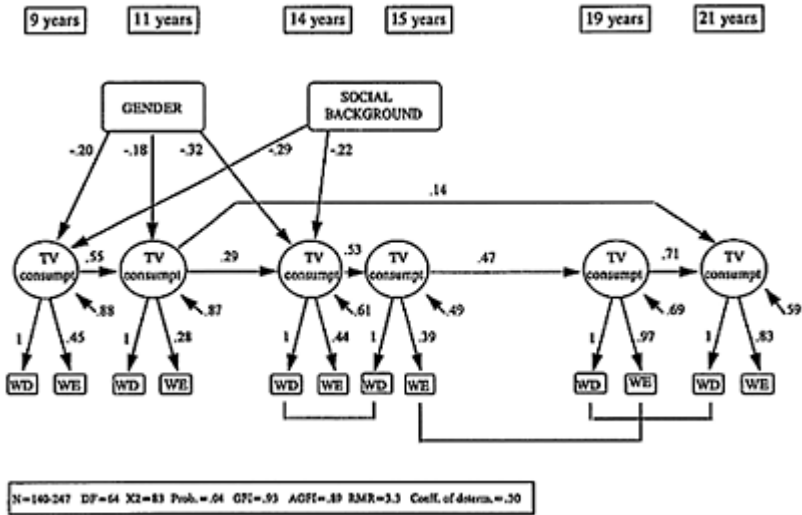 9 years 11 years 14 years 15 years 19 years 21 years
GENDER
SOCIAL
BACKGROUND
-.20 -.18 -.32 -.29 -.22
.14
TV
consumpt
.55
TV
consumpt
.29
TV
consumpt
.53
TV
consumpt
.47
TV
consumpt
.71
TV
consumpt
.88 .87 .61 .49 .69 .59
1 .45 1 .28 1 .44 1 .39 1 .97 1 .83
WD WE WD WE WD WE WD WE WD WE WD WE
N=140-247 DF=64 X2=83 Prob.=.04 GFI=.93 AGFI=.89 RMR=3.3 Coeff. of determ.=.30